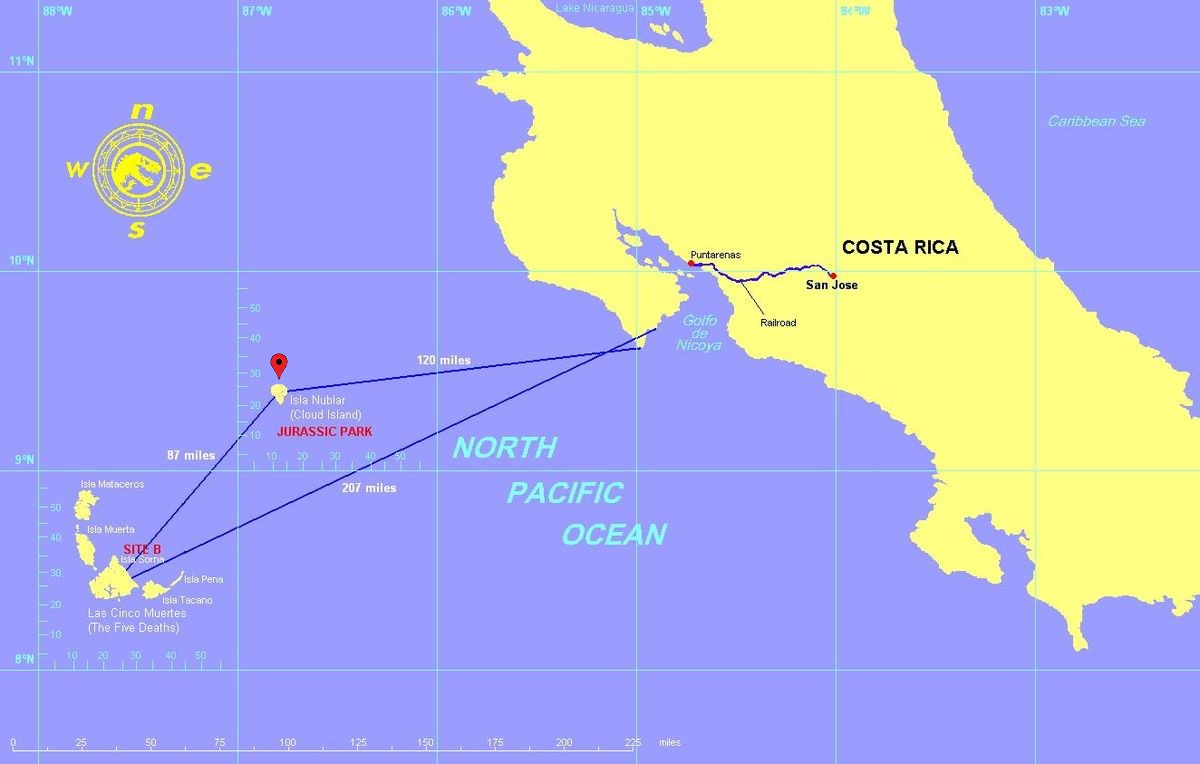 88°W
87°W
86°W
Lake Nicaragua
85°W
84°W
83°W
11°N
n
w
e
s
Caribbean Sea
10°N
Puntarenas
COSTA RICA
San Jose
Railroad
Golfo
de
Nicoya
50
40
30
20
10
10 20 30 40 50
120 miles
Isla Nublar
(Cloud Island)
JURASSIC PARK
87 miles
NORTH
PACIFIC
OCEAN
9°N
207 miles
Isla Mataceros
Isla Muerta
SITE B
Isla Sorna
Isla Pena
Isla Tacano
Las Cinco Muertes
(The Five Deaths)
50
40
30
20
10
8°N
10 20 30 40 50
0 25 50 75 100 125 150 175 200 225 miles